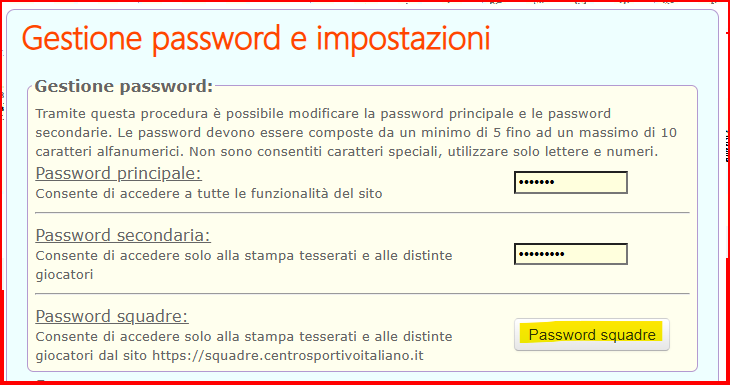 Gestione password e impostazioni
Gestione password:
Tramite questa procedura è possibile modificare la password principale e le password
secondarie. Le password devono essere composte da un minimo di 5 fino ad un massimo di 10
caratteri alfanumerici. Non sono consentiti caratteri speciali, utilizzare solo lettere e numeri.
Password principale:
Consente di accedere a tutte le funzionalità del sito
•••••••
Password secondaria:
Consente di accedere solo alla stampa tesserati e alle distinte
giocatori
•••••••••
Password squadre:
Consente di accedere solo alla stampa tesserati e alle distinte
giocatori dal sito https://squadre.centrosportivoitaliano.it
Password squadre